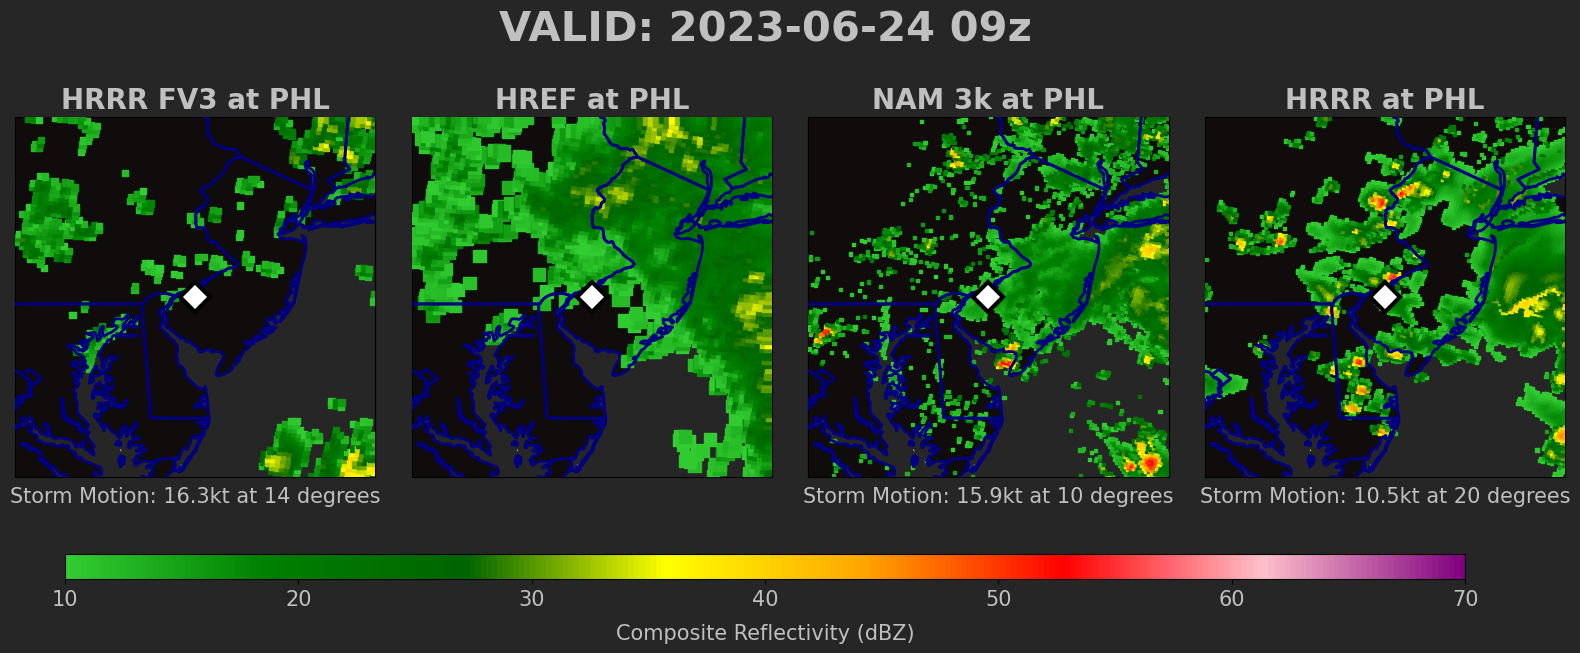 VALID: 2023-06-24 09z
HRRR FV3 at PHL
HREF at PHL
NAM 3k at PHL
HRRR at PHL
Storm Motion: 16.3kt at 14 degrees
Storm Motion: 15.9kt at 10 degrees
Storm Motion: 10.5kt at 20 degrees
10 20 30 40 50 60 70
Composite Reflectivity (dBZ)